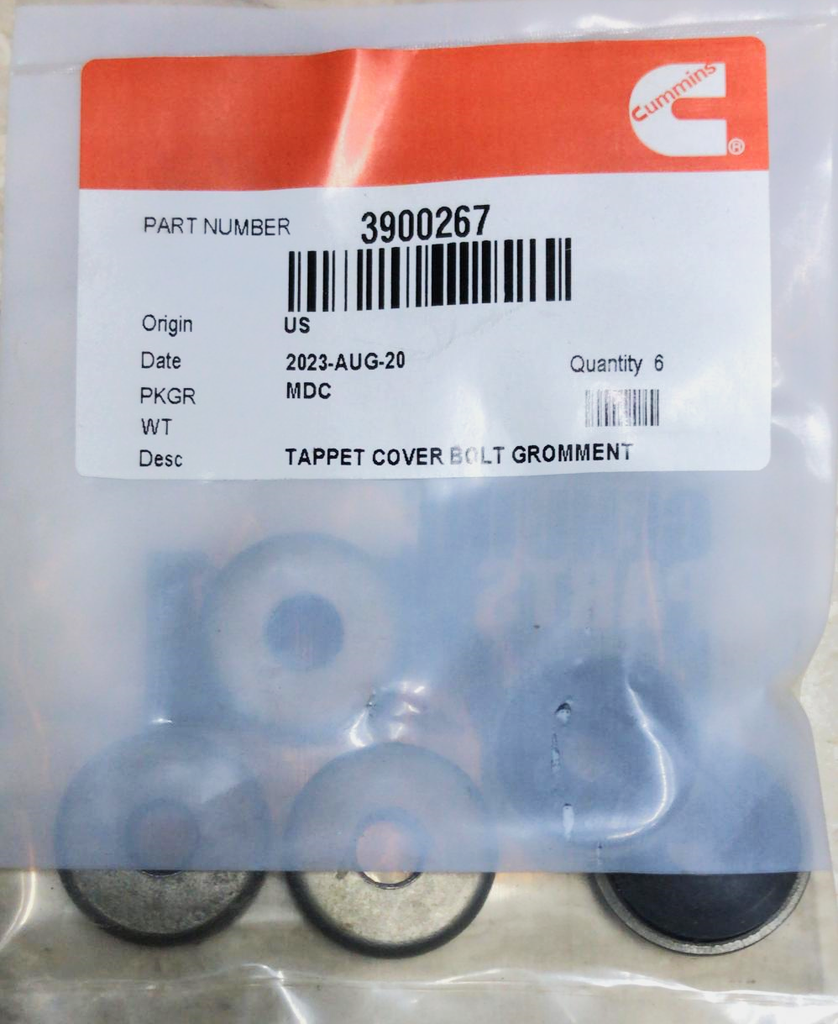 Cummins
®
PART NUMBER 3900267
Origin US
Date 2023-AUG-20 Quantity 6
PKGR MDC
WT
Desc TAPPET COVER BOLT GROMMENT